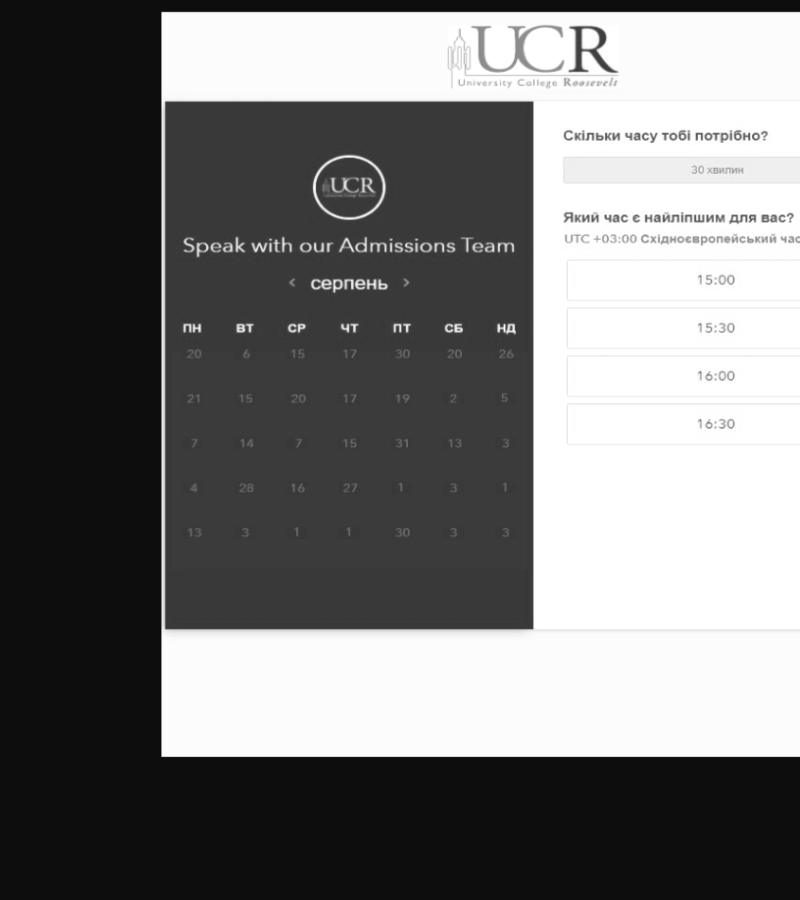 UCR
University College Roosevelt
UCR
Speak with our Admissions Team
< серпень >
ПН ВТ СР ЧТ ПТ СБ НД
20 6 15 17 30 20 26
21 15 20 17 19 2 5
7 14 7 15 31 13 3
4 28 16 27 1 3 1
13 3 1 1 30 3 3
Скільки часу тобі потрібно?
30 хвилин
Який час є найліпшим для вас?
UTC +03:00 Східноєвропейський час
15:00
15:30
16:00
16:30